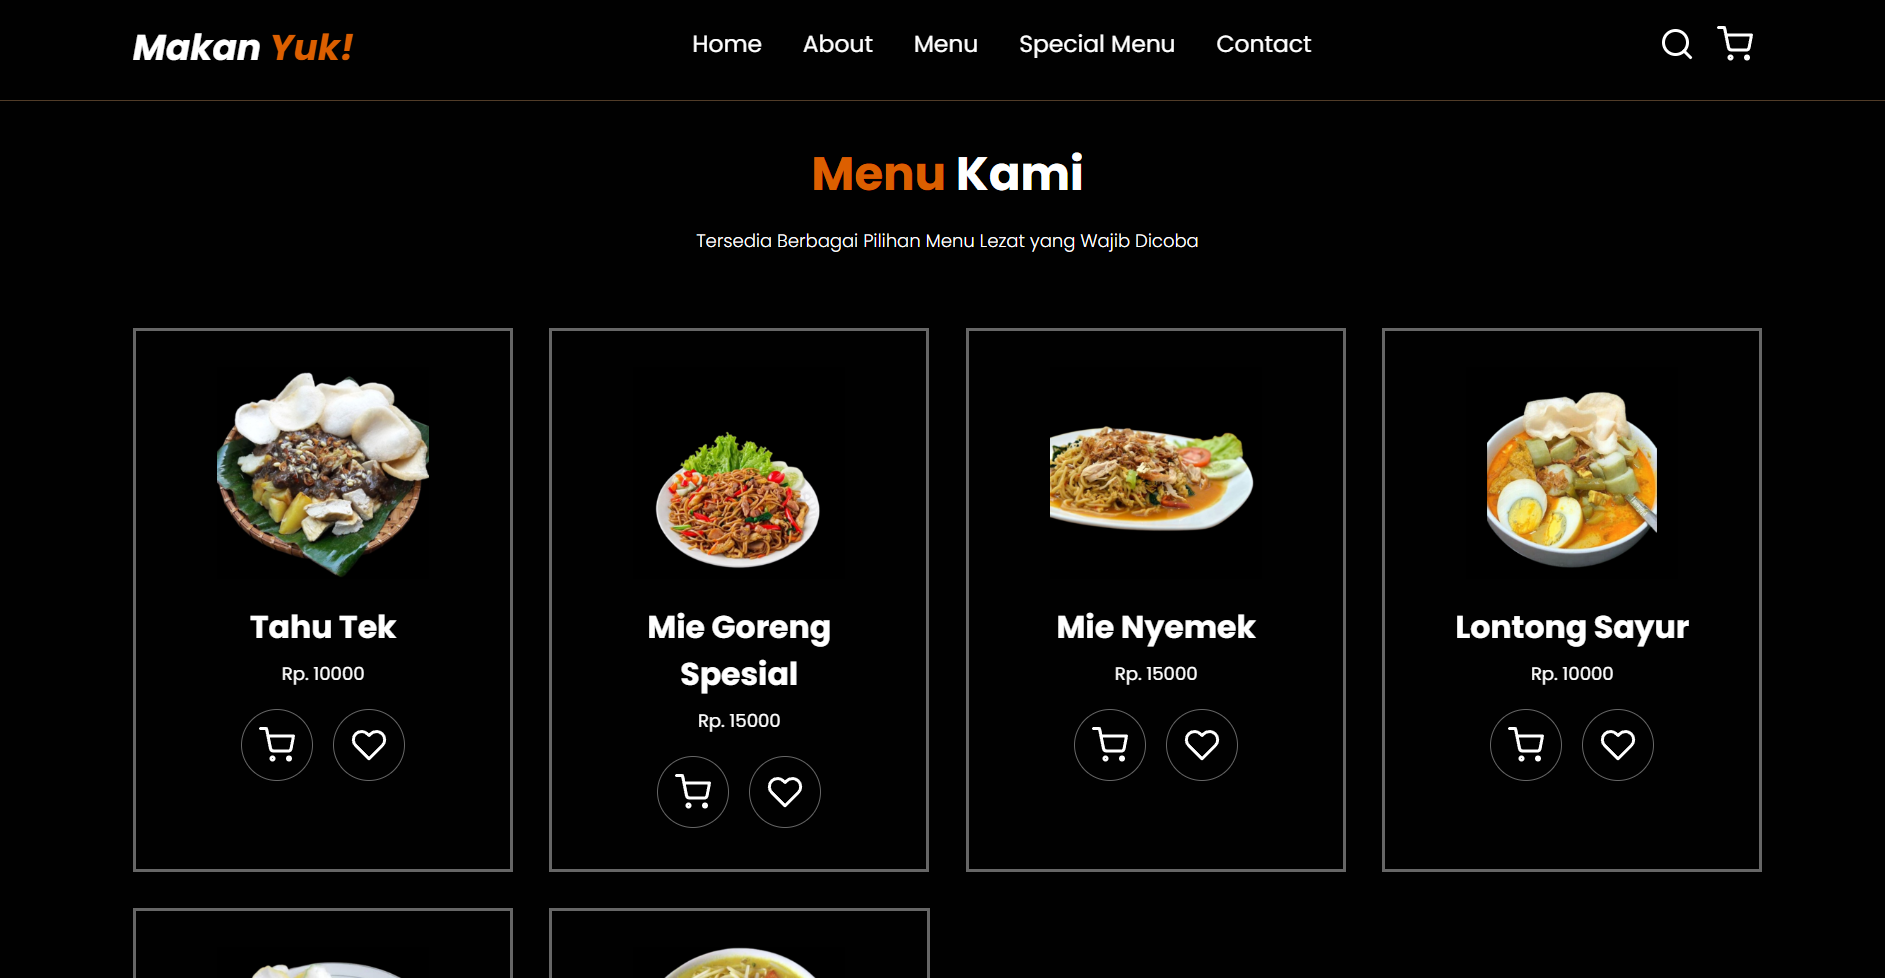 Makan Yuk!
Home About Menu Special Menu Contact
Menu Kami
Tersedia Berbagai Pilihan Menu Lezat yang Wajib Dicoba
Tahu Tek
Rp. 10000
Mie Goreng
Spesial
Rp. 15000
Mie Nyemek
Rp. 15000
Lontong Sayur
Rp. 10000